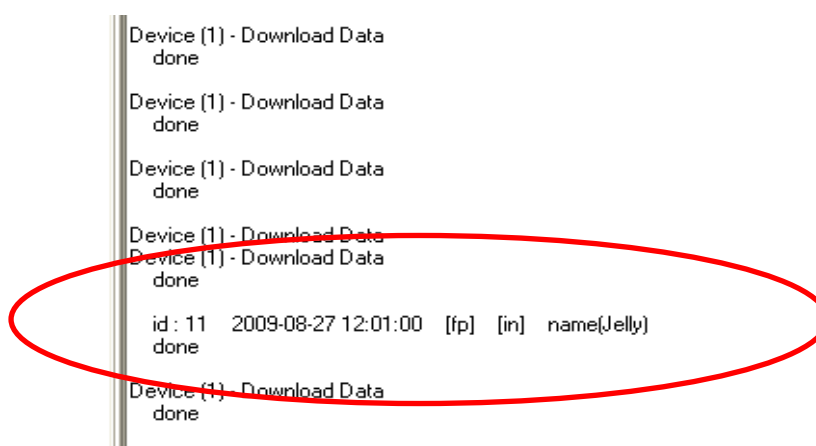 Device (1) - Download Data
done
Device (1) - Download Data
done
Device (1) - Download Data
done
Device (1) - Download Data
Device (1) - Download Data
done
id : 11 2009-08-27 12:01:00 [fp] [in] name(Jelly)
done
Device (1) - Download Data
done